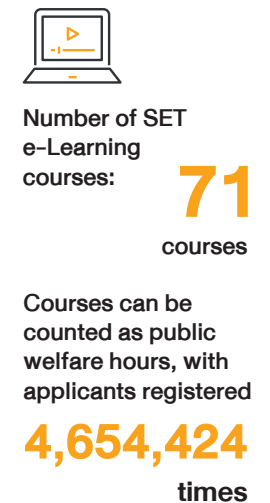 Number of SET
e-Learning
courses:
71
courses
Courses can be
counted as public
welfare hours, with
applicants registered
4,654,424
times